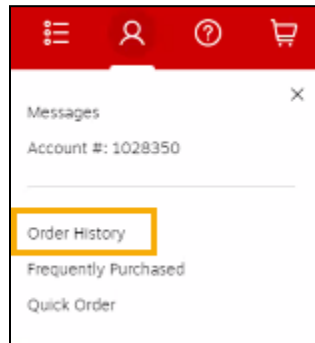 Messages
Account #: 1028350
Order History
Frequently Purchased
Quick Order